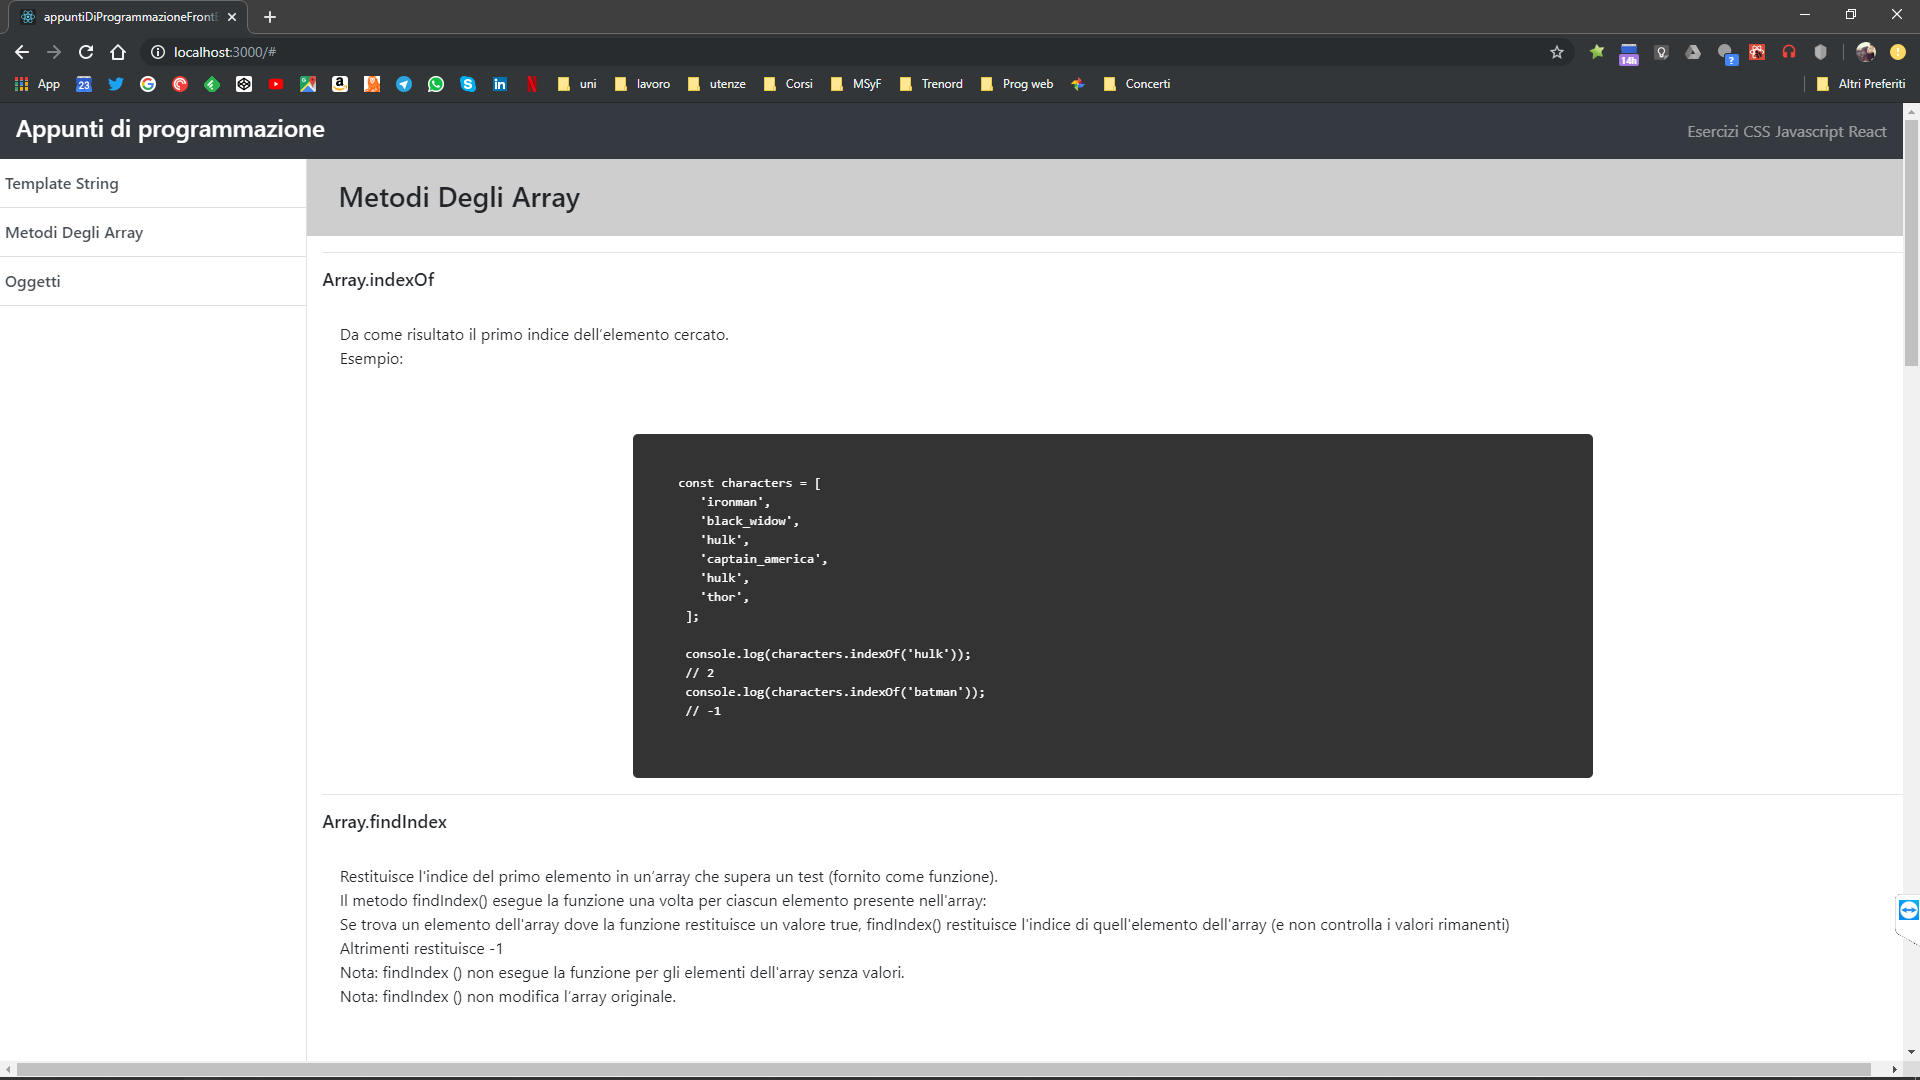 appuntiDiProgrammazioneFrontE
localhost:3000/#
14h
?
App
23
uni
lavoro
utenze
Corsi
MSyF
Trenord
Prog web
Concerti
Altri Preferiti
Appunti di programmazione
Esercizi CSS Javascript React
Template String
Metodi Degli Array
Oggetti
Metodi Degli Array
Array.indexOf
Da come risultato il primo indice dell'elemento cercato.
Esempio:
const characters = [
'ironman',
'black_widow',
'hulk',
'captain_america',
'hulk',
'thor',
];
console.log(characters.indexOf('hulk'));
// 2
console.log(characters.indexOf('batman'));
// -1
Array.findIndex
Restituisce l'indice del primo elemento in un'array che supera un test (fornito come funzione).
Il metodo findIndex() esegue la funzione una volta per ciascun elemento presente nell'array:
Se trova un elemento dell'array dove la funzione restituisce un valore true, findIndex() restituisce l'indice di quell'elemento dell'array (e non controlla i valori rimanenti)
Altrimenti restituisce -1
Nota: findIndex () non esegue la funzione per gli elementi dell'array senza valori.
Nota: findIndex () non modifica l'array originale.